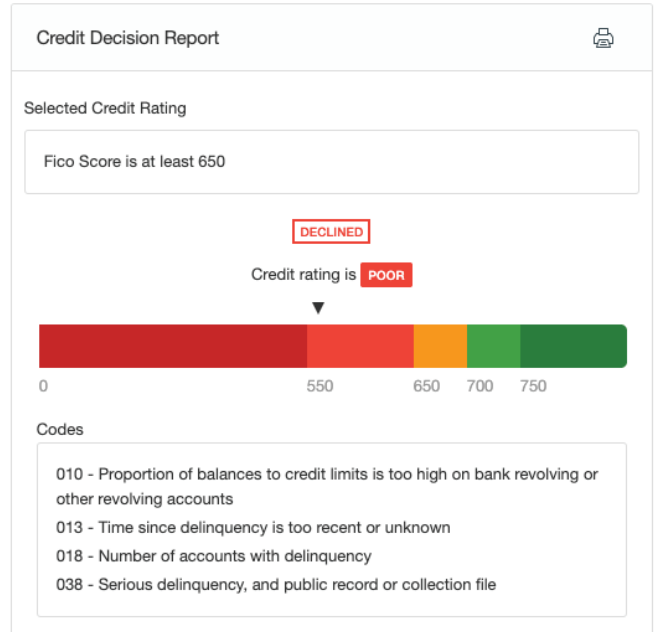 Credit Decision Report
Selected Credit Rating
Fico Score is at least 650
DECLINED
Credit rating is POOR
0 550 650 700 750
Codes
010 - Proportion of balances to credit limits is too high on bank revolving or
other revolving accounts
013 - Time since delinquency is too recent or unknown
018 - Number of accounts with delinquency
038 - Serious delinquency, and public record or collection file